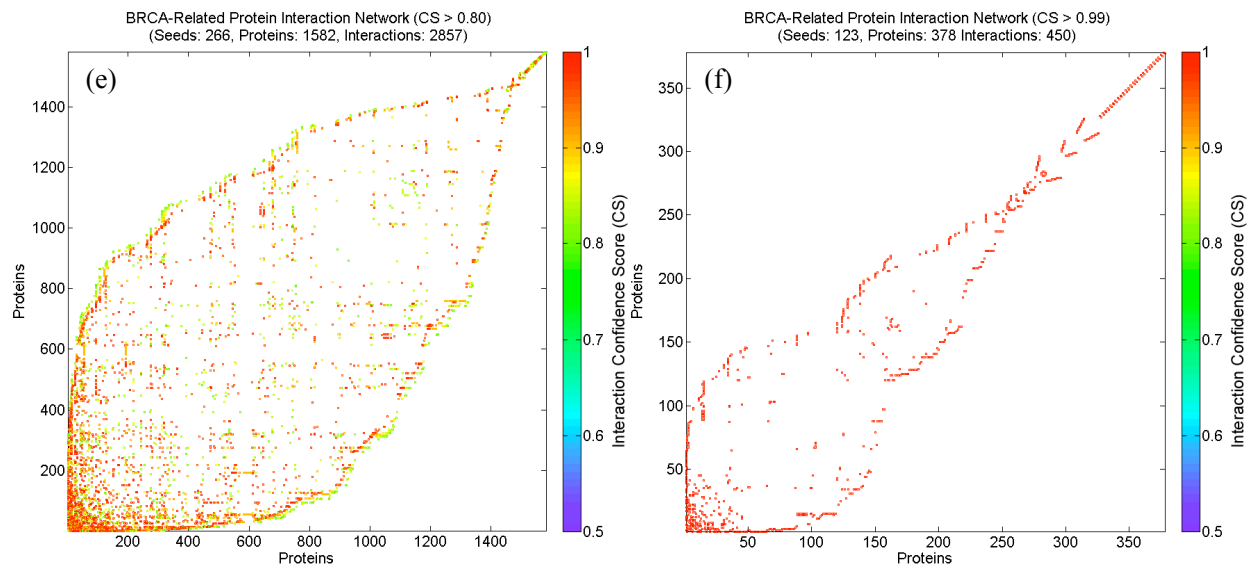 BRCA-Related Protein Interaction Network (CS > 0.80)
(Seeds: 266, Proteins: 1582, Interactions: 2857)
(e)
1400
1200
1000
800
600
400
200
Proteins
200 400 600 800 1000 1200 1400
Proteins
1
0.9
0.8
0.7
0.6
0.5
Interaction Confidence Score (CS)
BRCA-Related Protein Interaction Network (CS > 0.99)
(Seeds: 123, Proteins: 378 Interactions: 450)
(f)
350
300
250
200
150
100
50
Proteins
50 100 150 200 250 300 350
Proteins
1
0.9
0.8
0.7
0.6
0.5
Interaction Confidence Score (CS)